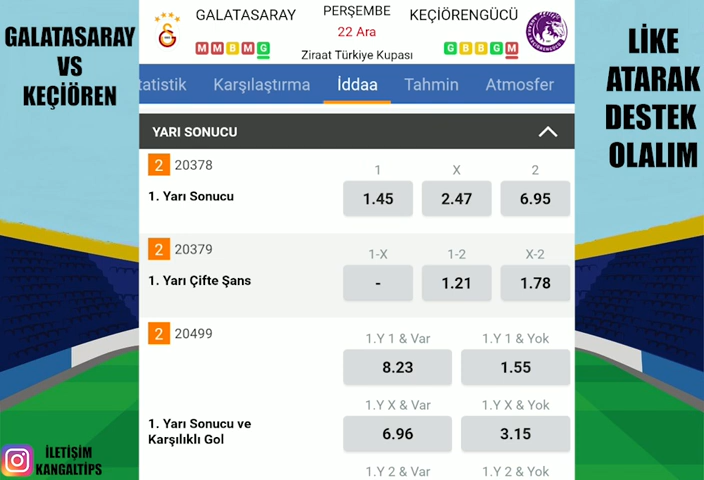 GALATASARAY
VS
KEÇİÖREN
GALATASARAY
PERŞEMBE
22 Ara
Ziraat Türkiye Kupası
KEÇİÖRENGÜCÜ
M M B M G
G B B G M
tatistik Karşılaştırma İddaa Tahmin Atmosfer
YARI SONUCU
2 20378
1 X 2
1. Yarı Sonucu 1.45 2.47 6.95
2 20379
1-X 1-2 X-2
1. Yarı Çifte Şans - 1.21 1.78
2 20499
1.Y 1 & Var 1.Y 1 & Yok
8.23 1.55
1.Y X & Var 1.Y X & Yok
1. Yarı Sonucu ve
Karşılıklı Gol
6.96 3.15
1.Y 2 & Var 1.Y 2 & Yok
LİKE
ATARAK
DESTEK
OLALIM
İLETİŞİM
KANGALTİPS